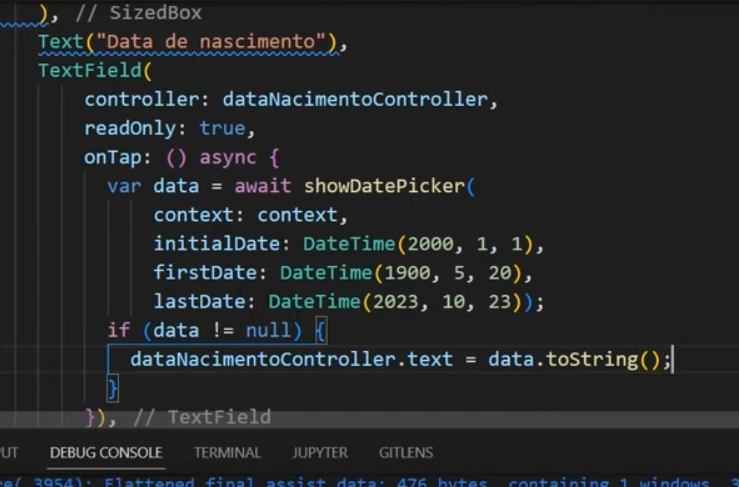 ), // SizedBox
Text("Data de nascimento"),
TextField(
controller: dataNacimentoController,
readOnly: true,
onTap: () async {
var data = await showDatePicker(
context: context,
initialDate: DateTime(2000, 1, 1),
firstDate: DateTime(1900, 5, 20),
lastDate: DateTime(2023, 10, 23));
if (data != null) {
dataNacimentoController.text = data.toString();
}
}), // TextField
PUT DEBUG CONSOLE TERMINAL JUPYTER GITLENS
re( 3954): Flattened final assist data: 476 bytes, containing 1 windows, 3